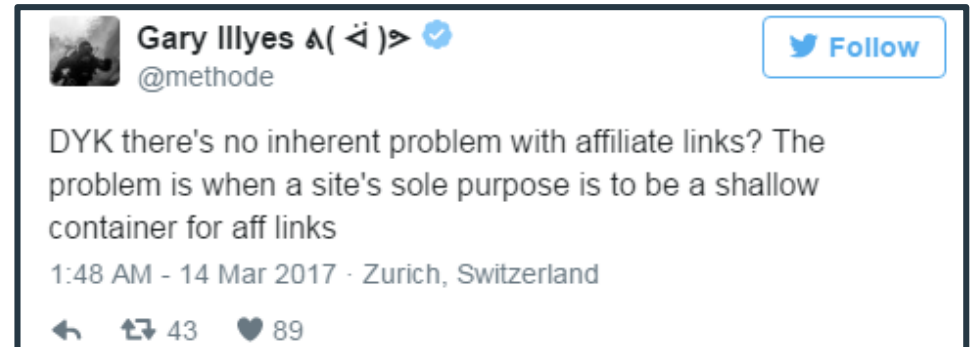 Gary Illyes ᕕ( ᐛ )ᕗ
@methode
Follow
DYK there's no inherent problem with affiliate links? The
problem is when a site's sole purpose is to be a shallow
container for aff links
1:48 AM - 14 Mar 2017 · Zurich, Switzerland
43 89